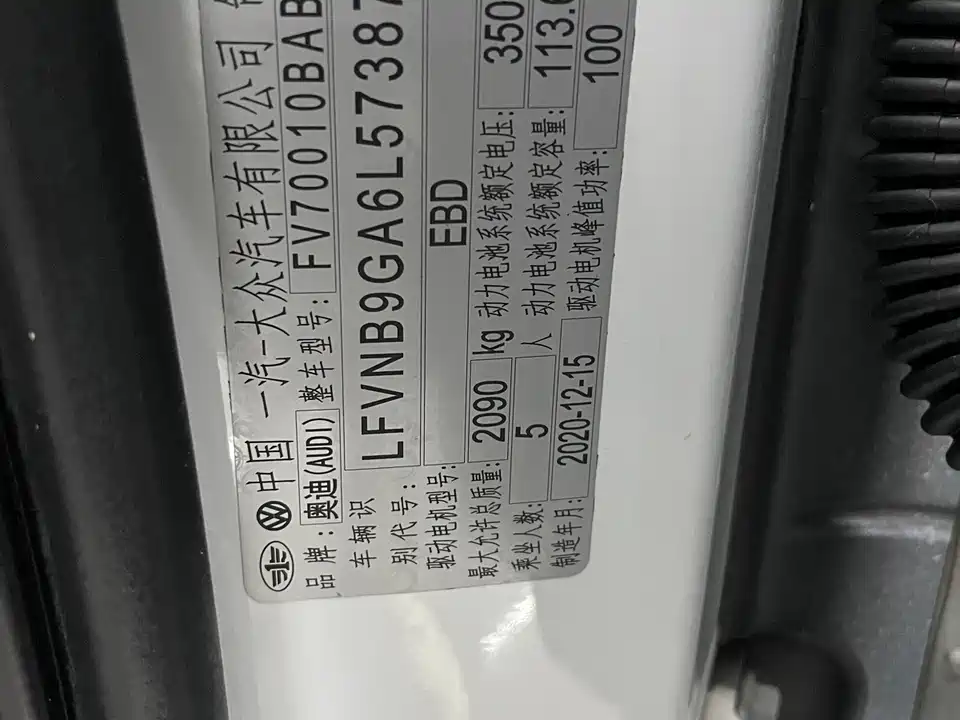 中国 一汽-大众汽车有限公司
品牌: 奥迪(AUDI) 整车型号: FV70010BAB
车辆识别代号: LFVNB9GA6L57387
驱动电机型号: EBD
最大允许总质量: 2090 kg 动力电池系统额定电压: 350
乘坐人数: 5 人 动力电池系统额定容量: 113.6
制造年月: 2020-12-15 驱动电机峰值功率: 100